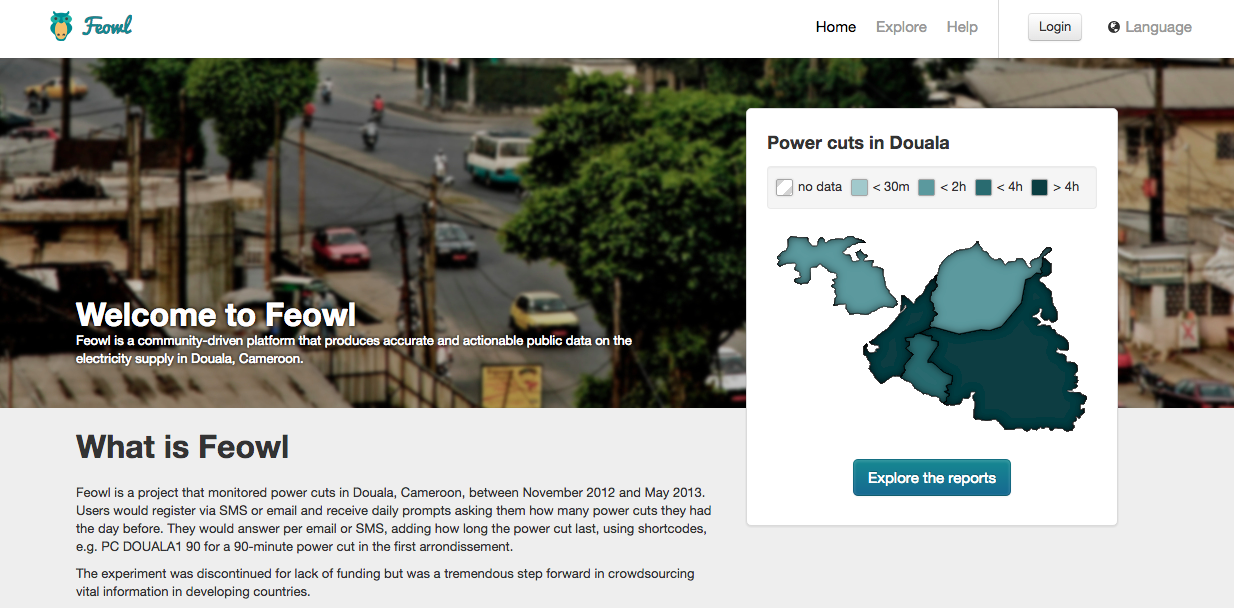 Feowl
Home Explore Help Login Language
Power cuts in Douala
no data < 30m < 2h < 4h > 4h
Welcome to Feowl
Feowl is a community-driven platform that produces accurate and actionable public data on the
electricity supply in Douala, Cameroon.
Explore the reports
What is Feowl
Feowl is a project that monitored power cuts in Douala, Cameroon, between November 2012 and May 2013.
Users would register via SMS or email and receive daily prompts asking them how many power cuts they had
the day before. They would answer per email or SMS, adding how long the power cut last, using shortcodes,
e.g. PC DOUALA1 90 for a 90-minute power cut in the first arrondissement.
The experiment was discontinued for lack of funding but was a tremendous step forward in crowdsourcing
vital information in developing countries.